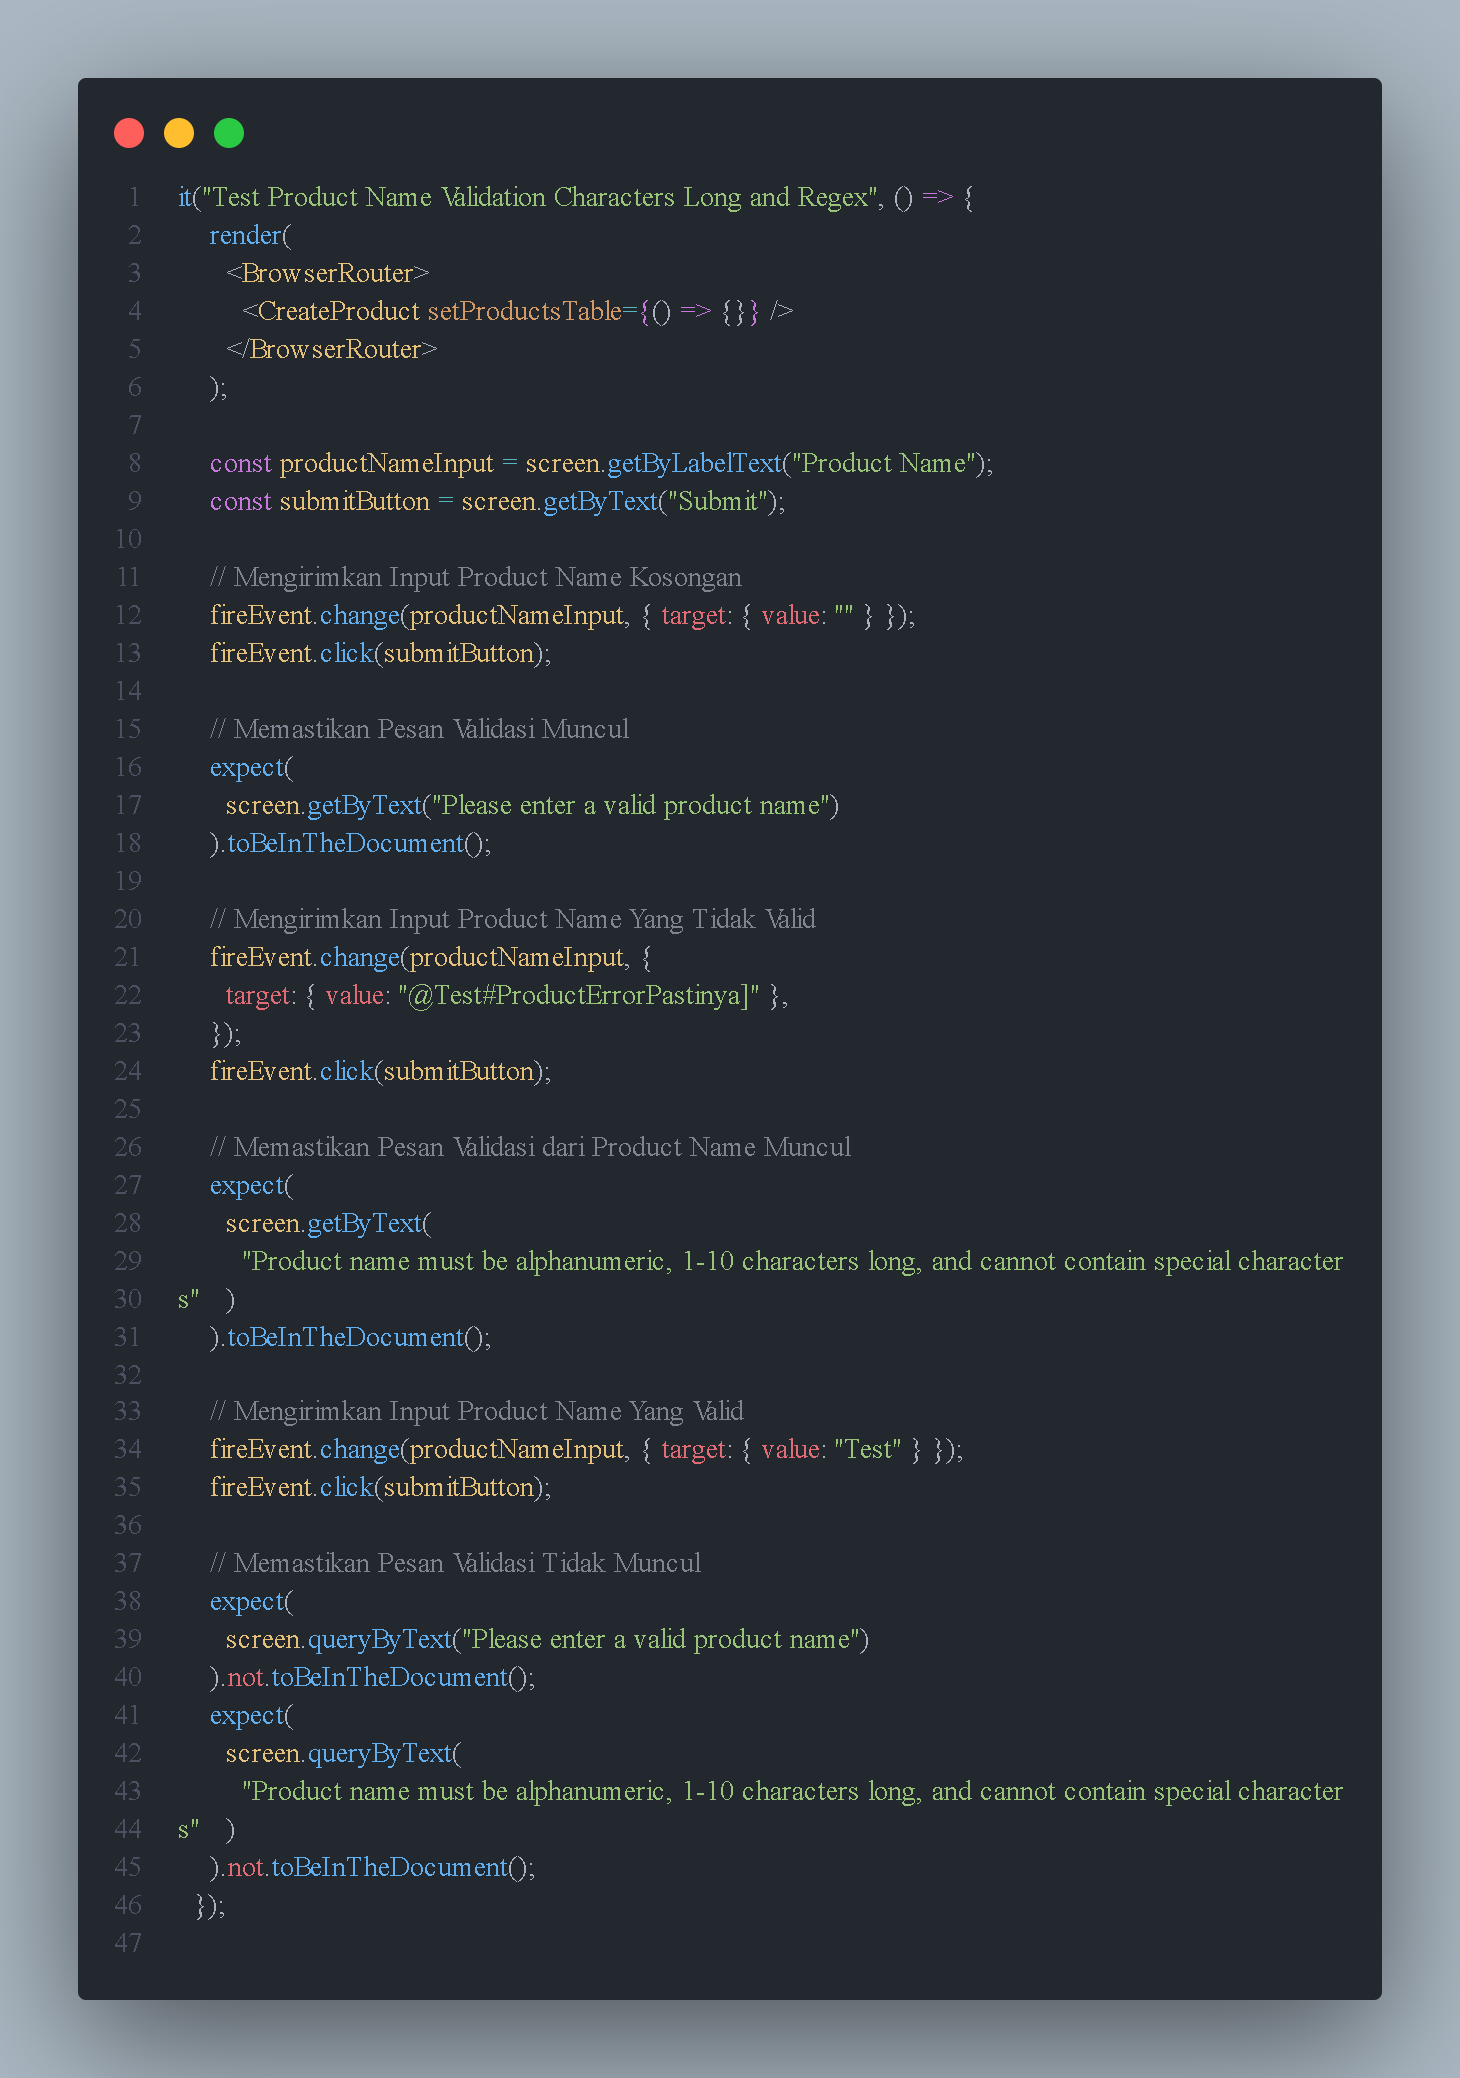 1 it("Test Product Name Validation Characters Long and Regex", () => {
2 render(
3 <BrowserRouter>
4 <CreateProduct setProductsTable={() => {}} />
5 </BrowserRouter>
6 );
7
8 const productNameInput = screen.getByLabelText("Product Name");
9 const submitButton = screen.getByText("Submit");
10
11 // Mengirimkan Input Product Name Kosongan
12 fireEvent.change(productNameInput, { target: { value: "" } });
13 fireEvent.click(submitButton);
14
15 // Memastikan Pesan Validasi Muncul
16 expect(
17 screen.getByText("Please enter a valid product name")
18 ).toBeInTheDocument();
19
20 // Mengirimkan Input Product Name Yang Tidak Valid
21 fireEvent.change(productNameInput, {
22 target: { value: "@Test#ProductErrorPastinya]" },
23 });
24 fireEvent.click(submitButton);
25
26 // Memastikan Pesan Validasi dari Product Name Muncul
27 expect(
28 screen.getByText(
29 "Product name must be alphanumeric, 1-10 characters long, and cannot contain special character
30 s" )
31 ).toBeInTheDocument();
32
33 // Mengirimkan Input Product Name Yang Valid
34 fireEvent.change(productNameInput, { target: { value: "Test" } });
35 fireEvent.click(submitButton);
36
37 // Memastikan Pesan Validasi Tidak Muncul
38 expect(
39 screen.queryByText("Please enter a valid product name")
40 ).not.toBeInTheDocument();
41 expect(
42 screen.queryByText(
43 "Product name must be alphanumeric, 1-10 characters long, and cannot contain special character
44 s" )
45 ).not.toBeInTheDocument();
46 });
47